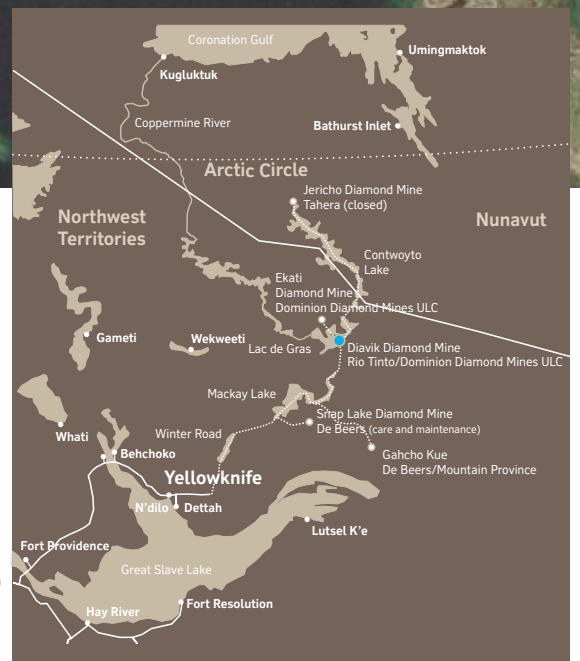 Coronation Gulf
Umingmaktok
Kugluktuk
Coppermine River
Bathurst Inlet
Arctic Circle
Jericho Diamond Mine
Tahera (closed)
Northwest
Territories
Nunavut
Contwoyto
Lake
Ekati
Diamond Mine
Dominion Diamond Mines ULC
Gameti
Wekweeti
Lac de Gras
Diavik Diamond Mine
Rio Tinto/Dominion Diamond Mines ULC
Mackay Lake
Snap Lake Diamond Mine
De Beers (care and maintenance)
Whati
Winter Road
Behchoko
Gahcho Kue
De Beers/Mountain Province
Yellowknife
N'dilo
Dettah
Lutsel K'e
Fort Providence
Great Slave Lake
Fort Resolution
Hay River